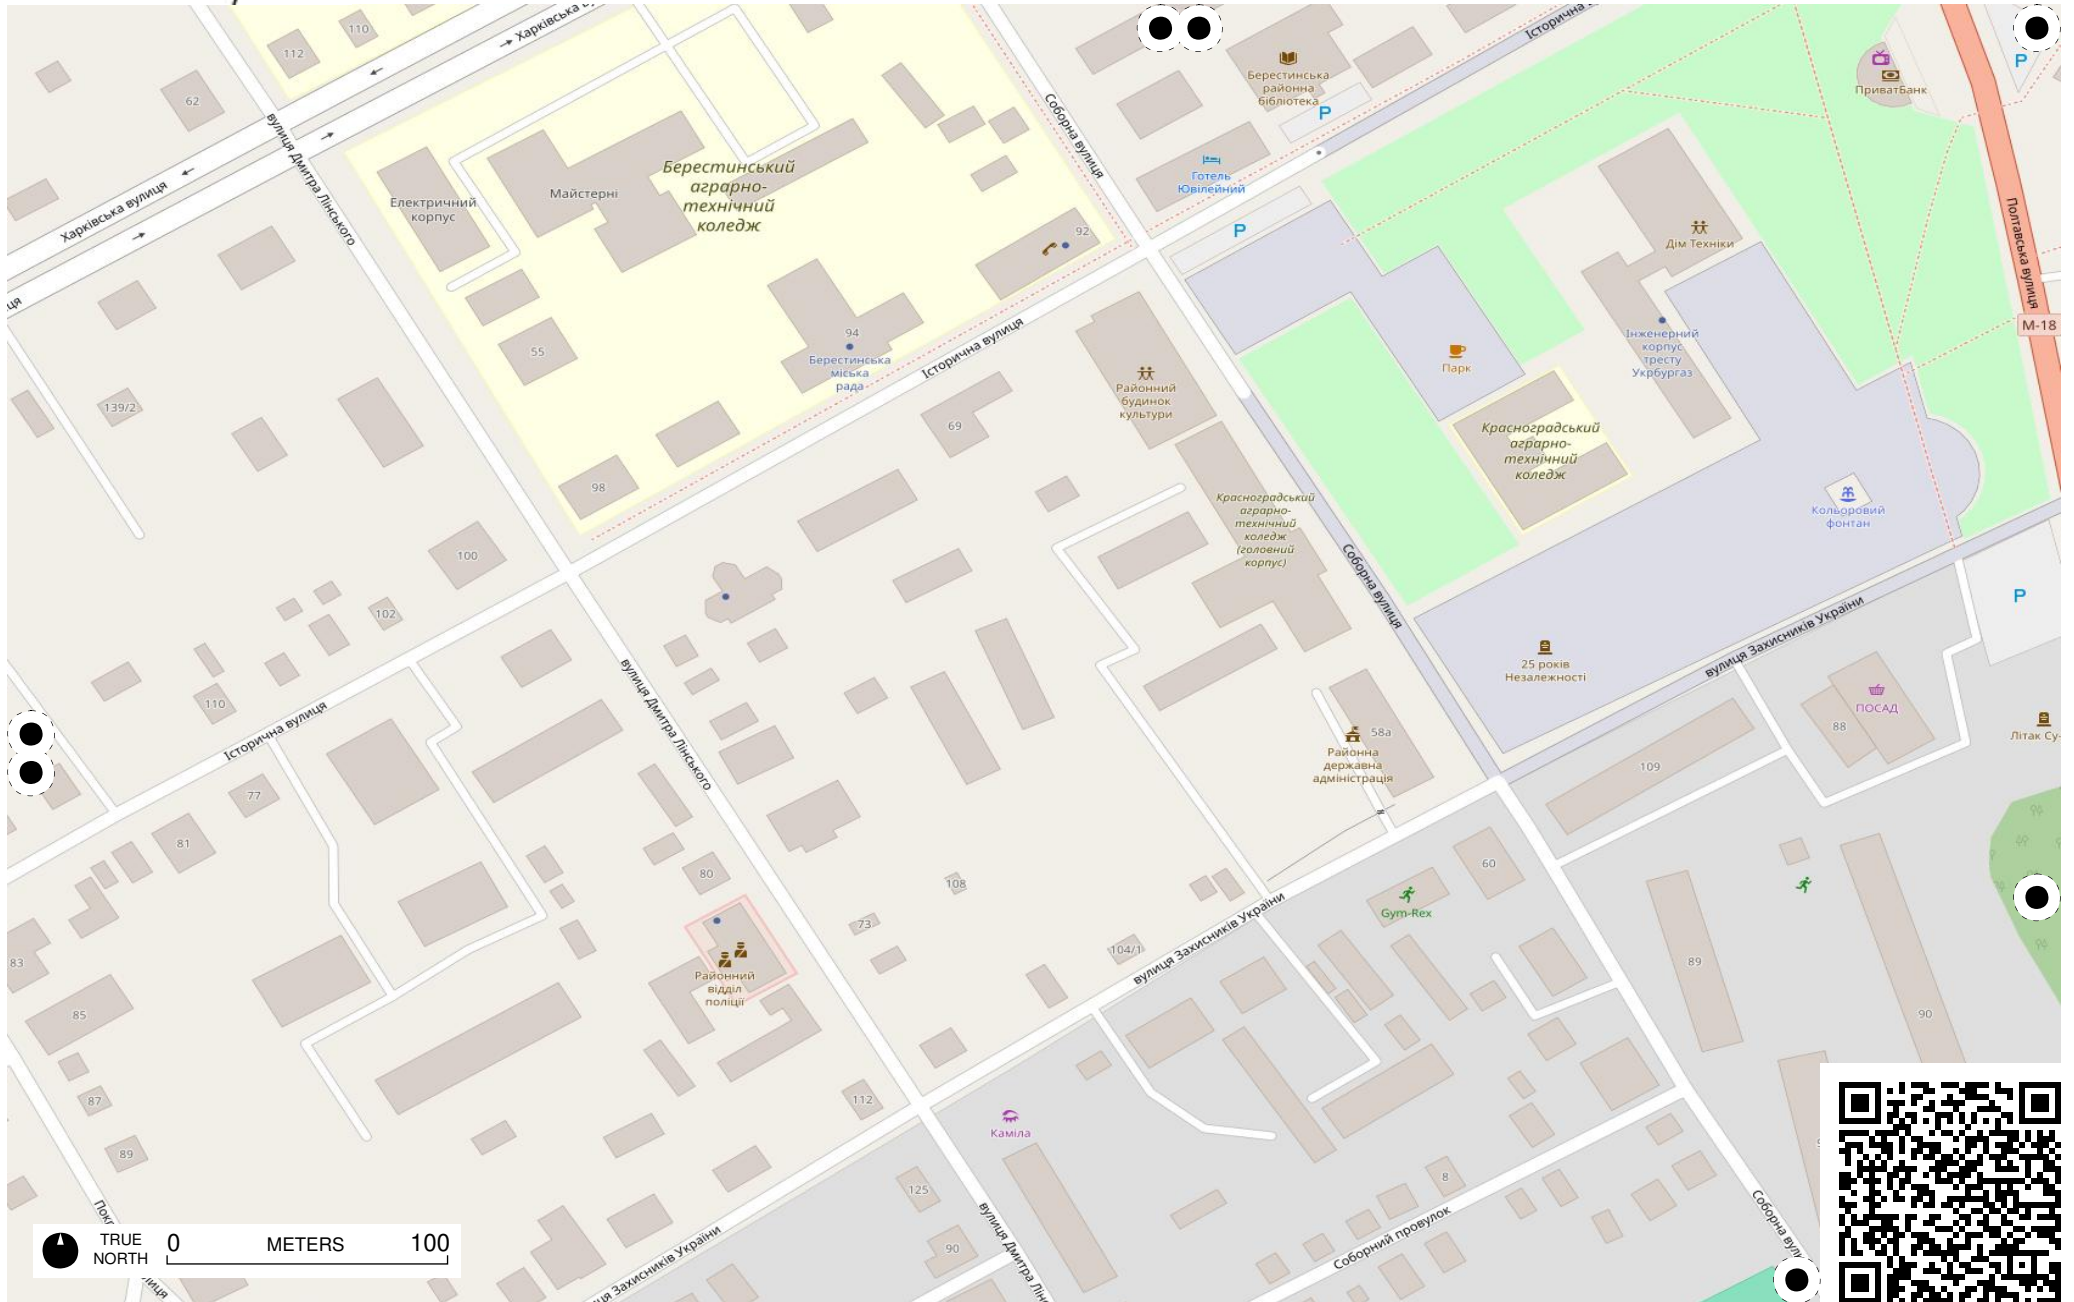 Харківська
112
110
62
вулиця Дмитра Лінського
Харківська вулиця
Електричний
корпус
Майстерні
Берестинський
аграрно-
технічний
коледж
Соборна вулиця
Берестинська
районна
бібліотека
P
Готель
Ювілейний
P
Історична
ПриватБанк
P
Полтавська вулиця
М-18
Дім Техніки
Інженерний
корпус
тресту
Укрбургаз
Парк
92
94
Берестинська
міська
рада
Історична вулиця
55
139/2
98
100
102
110
69
Районний
будинок
культури
Красноградський
аграрно-
технічний
коледж
Красноградський
аграрно-
технічний
коледж
(головний
корпус)
Кольоровий
фонтан
Соборна вулиця
P
вулиця Захисників України
25 років
Незалежності
ПОСАД
88
109
Літак Су-
58а
Районна
державна
адміністрація
вулиця Дмитра Лінського
Історична вулиця
77
81
80
83
85
87
89
108
73
104/1
60
Gym-Rex
89
90
Районний
відділ
поліції
вулиця Захисників України
112
Каміла
125
90
8
Соборний провулок
Соборна
вулиця Дмитра
Захисників України
TRUE
NORTH
0 METERS 100